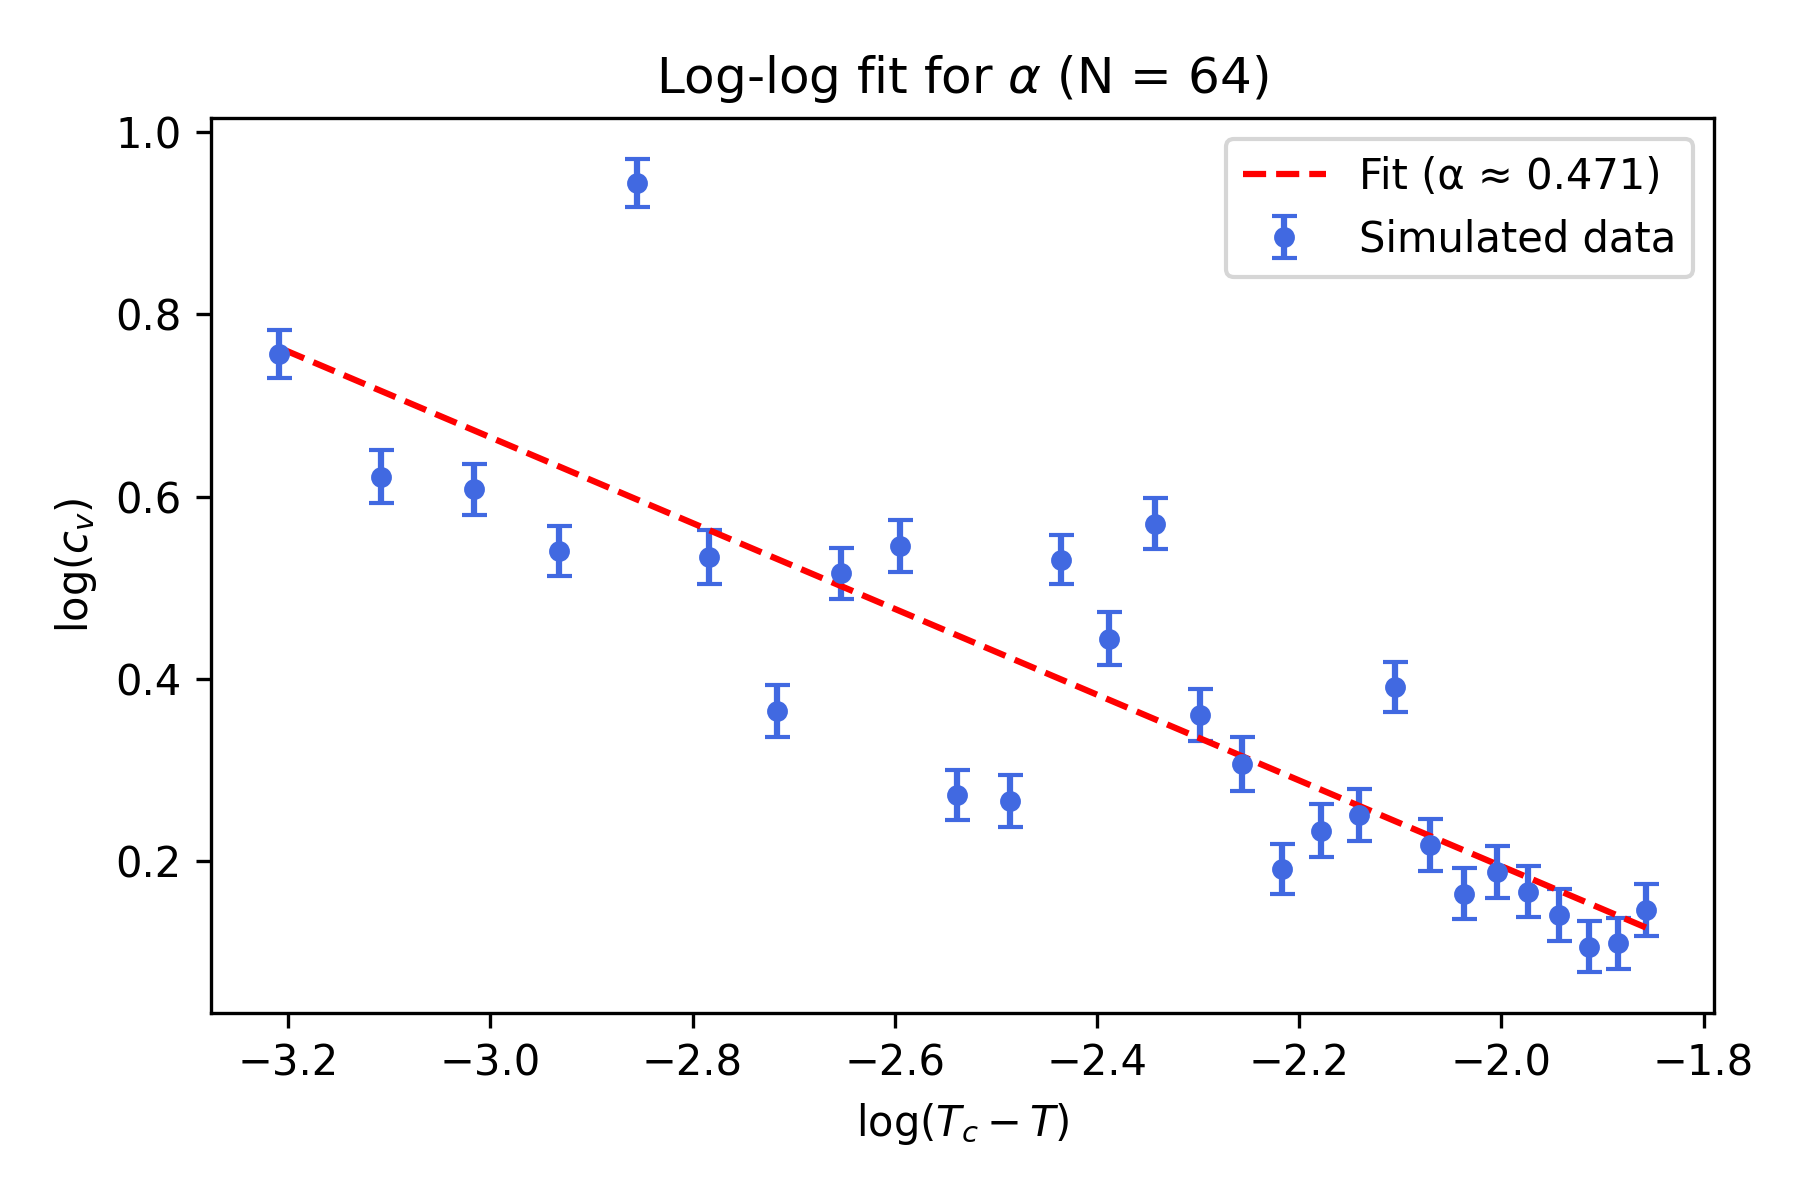 Log-log fit for α (N = 64)
Fit (α ≈ 0.471)
Simulated data
log(c_v)
1.0
0.8
0.6
0.4
0.2
−3.2 −3.0 −2.8 −2.6 −2.4 −2.2 −2.0 −1.8
log(T_c − T)